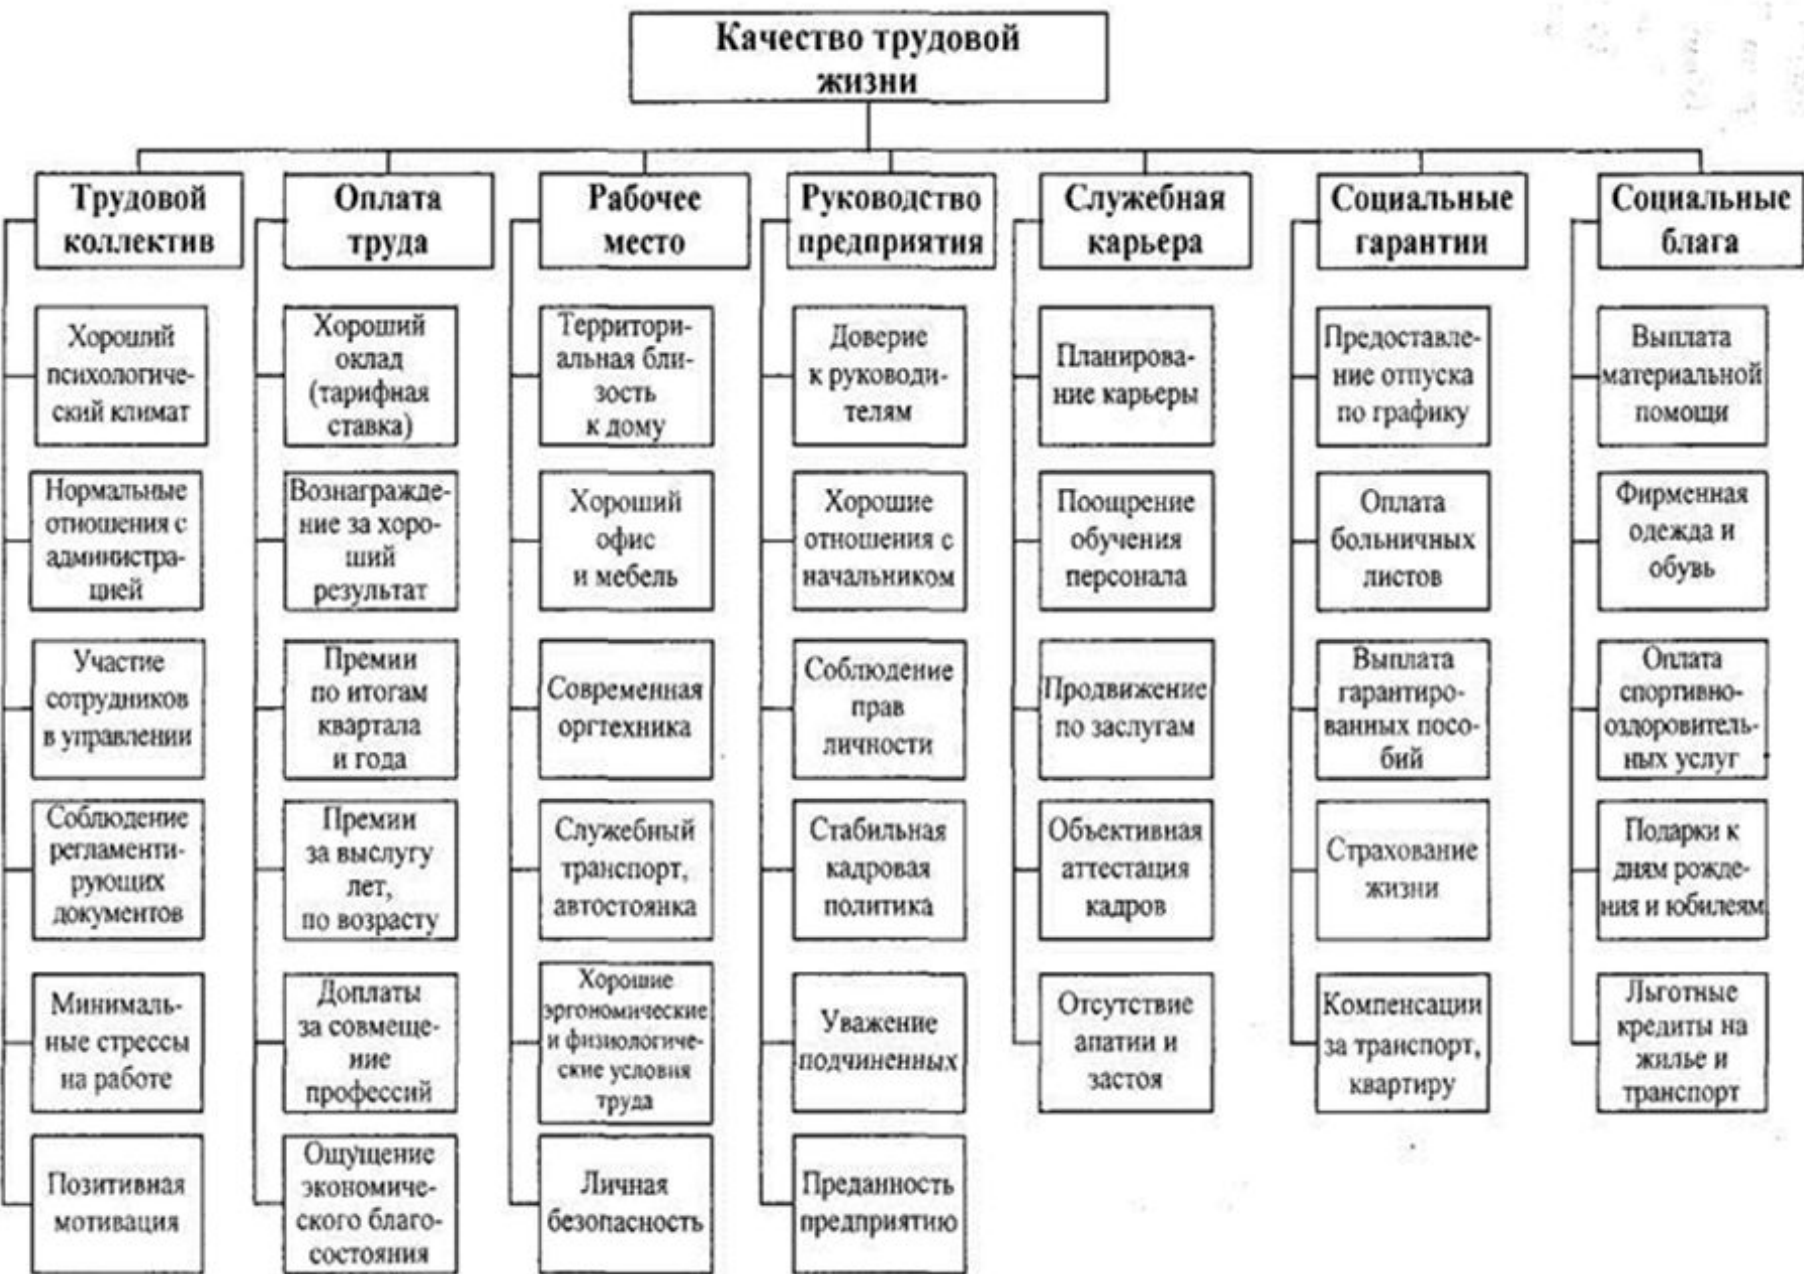 Качество трудовой
жизни
Трудовой
коллектив
Хороший
психологиче-
ский климат
Нормальные
отношения с
администра-
цией
Участие
сотрудников
в управлении
Соблюдение
регламенти-
рующих
документов
Минималь-
ные стрессы
на работе
Позитивная
мотивация
Оплата
труда
Хороший
оклад
(тарифная
ставка)
Вознагражде-
ние за хоро-
ший
результат
Премии
по итогам
квартала
и года
Премии
за выслугу
лет,
по возрасту
Доплаты
за совмеще-
ние
профессий
Ощущение
экономиче-
ского благо-
состояния
Рабочее
место
Территори-
альная бли-
зость
к дому
Хороший
офис
и мебель
Современная
оргтехника
Служебный
транспорт,
автостоянка
Хорошие
эргономические
и физиологиче-
ские условия
труда
Личная
безопасность
Руководство
предприятия
Доверие
к руководи-
телям
Хорошие
отношения с
начальником
Соблюдение
прав
личности
Стабильная
кадровая
политика
Уважение
подчиненных
Преданность
предприятию
Служебная
карьера
Планирова-
ние карьеры
Поощрение
обучения
персонала
Продвижение
по заслугам
Объективная
аттестация
кадров
Отсутствие
апатии и
застоя
Социальные
гарантии
Предоставле-
ние отпуска
по графику
Оплата
больничных
листов
Выплата
гарантиро-
ванных посо-
бий
Страхование
жизни
Компенсации
за транспорт,
квартиру
Социальные
блага
Выплата
материальной
помощи
Фирменная
одежда и
обувь
Оплата
спортивно-
оздоровитель-
ных услуг
Подарки к
дням рожде-
ния и юбилеям
Льготные
кредиты на
жилье и
транспорт